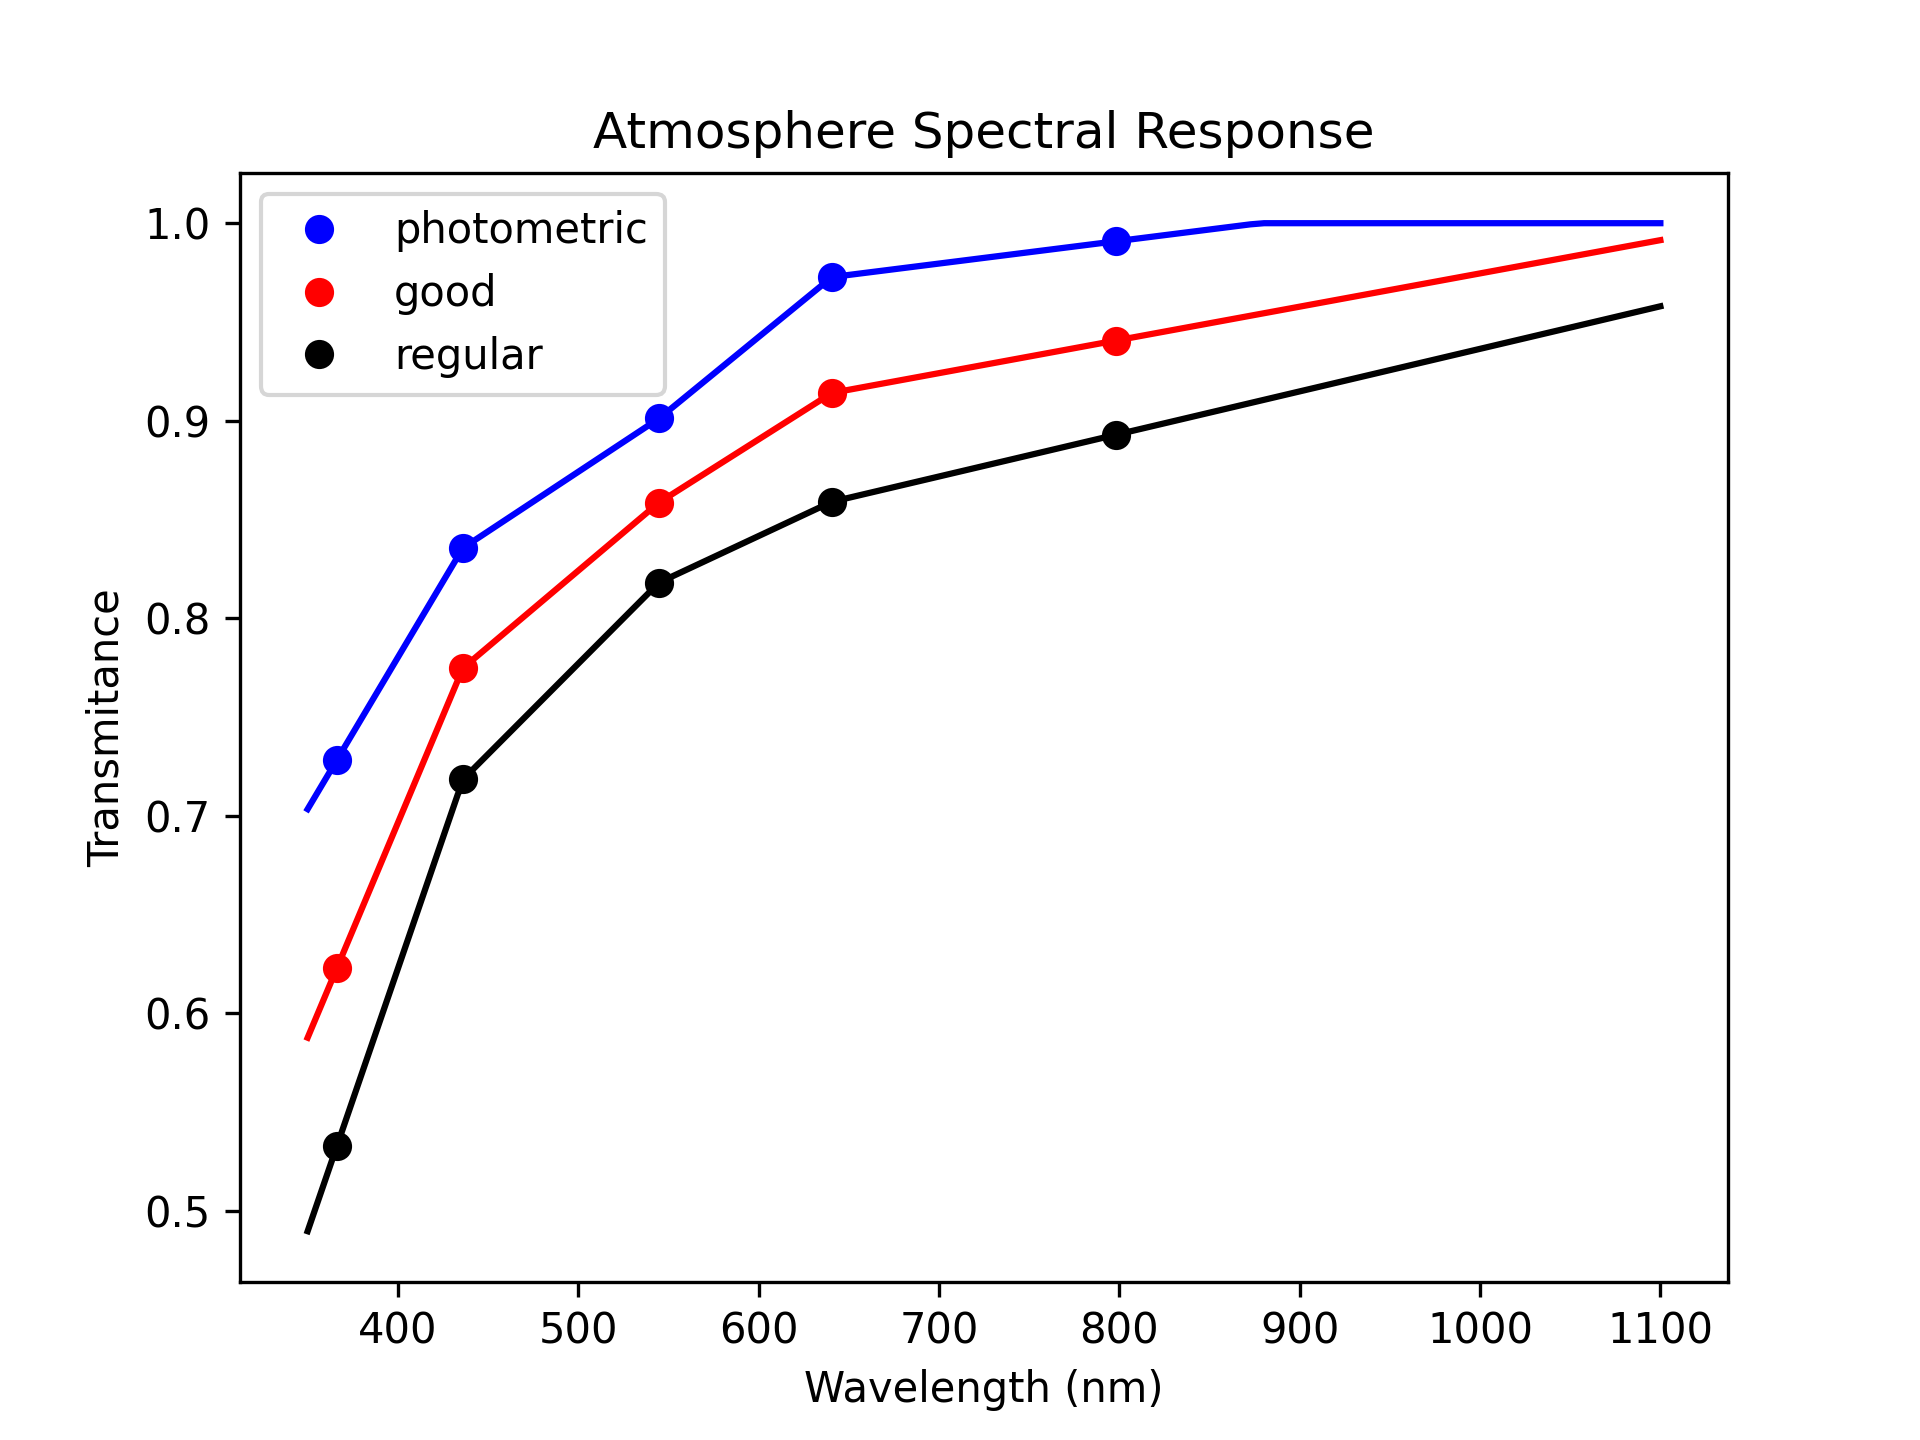 Atmosphere Spectral Response
photometric
good
regular
1.0
0.9
0.8
0.7
0.6
0.5
Transmitance
400 500 600 700 800 900 1000 1100
Wavelength (nm)